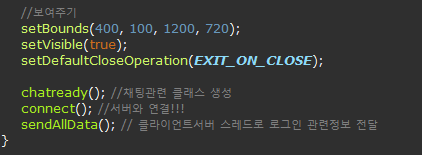 //보여주기
setBounds(400, 100, 1200, 720);
setVisible(true);
setDefaultCloseOperation(EXIT_ON_CLOSE);
chatready(); //채팅관련 클래스 생성
connect(); //서버와 연결!!!
sendAllData(); // 클라이언트서버 스레드로 로그인 관련정보 전달
}